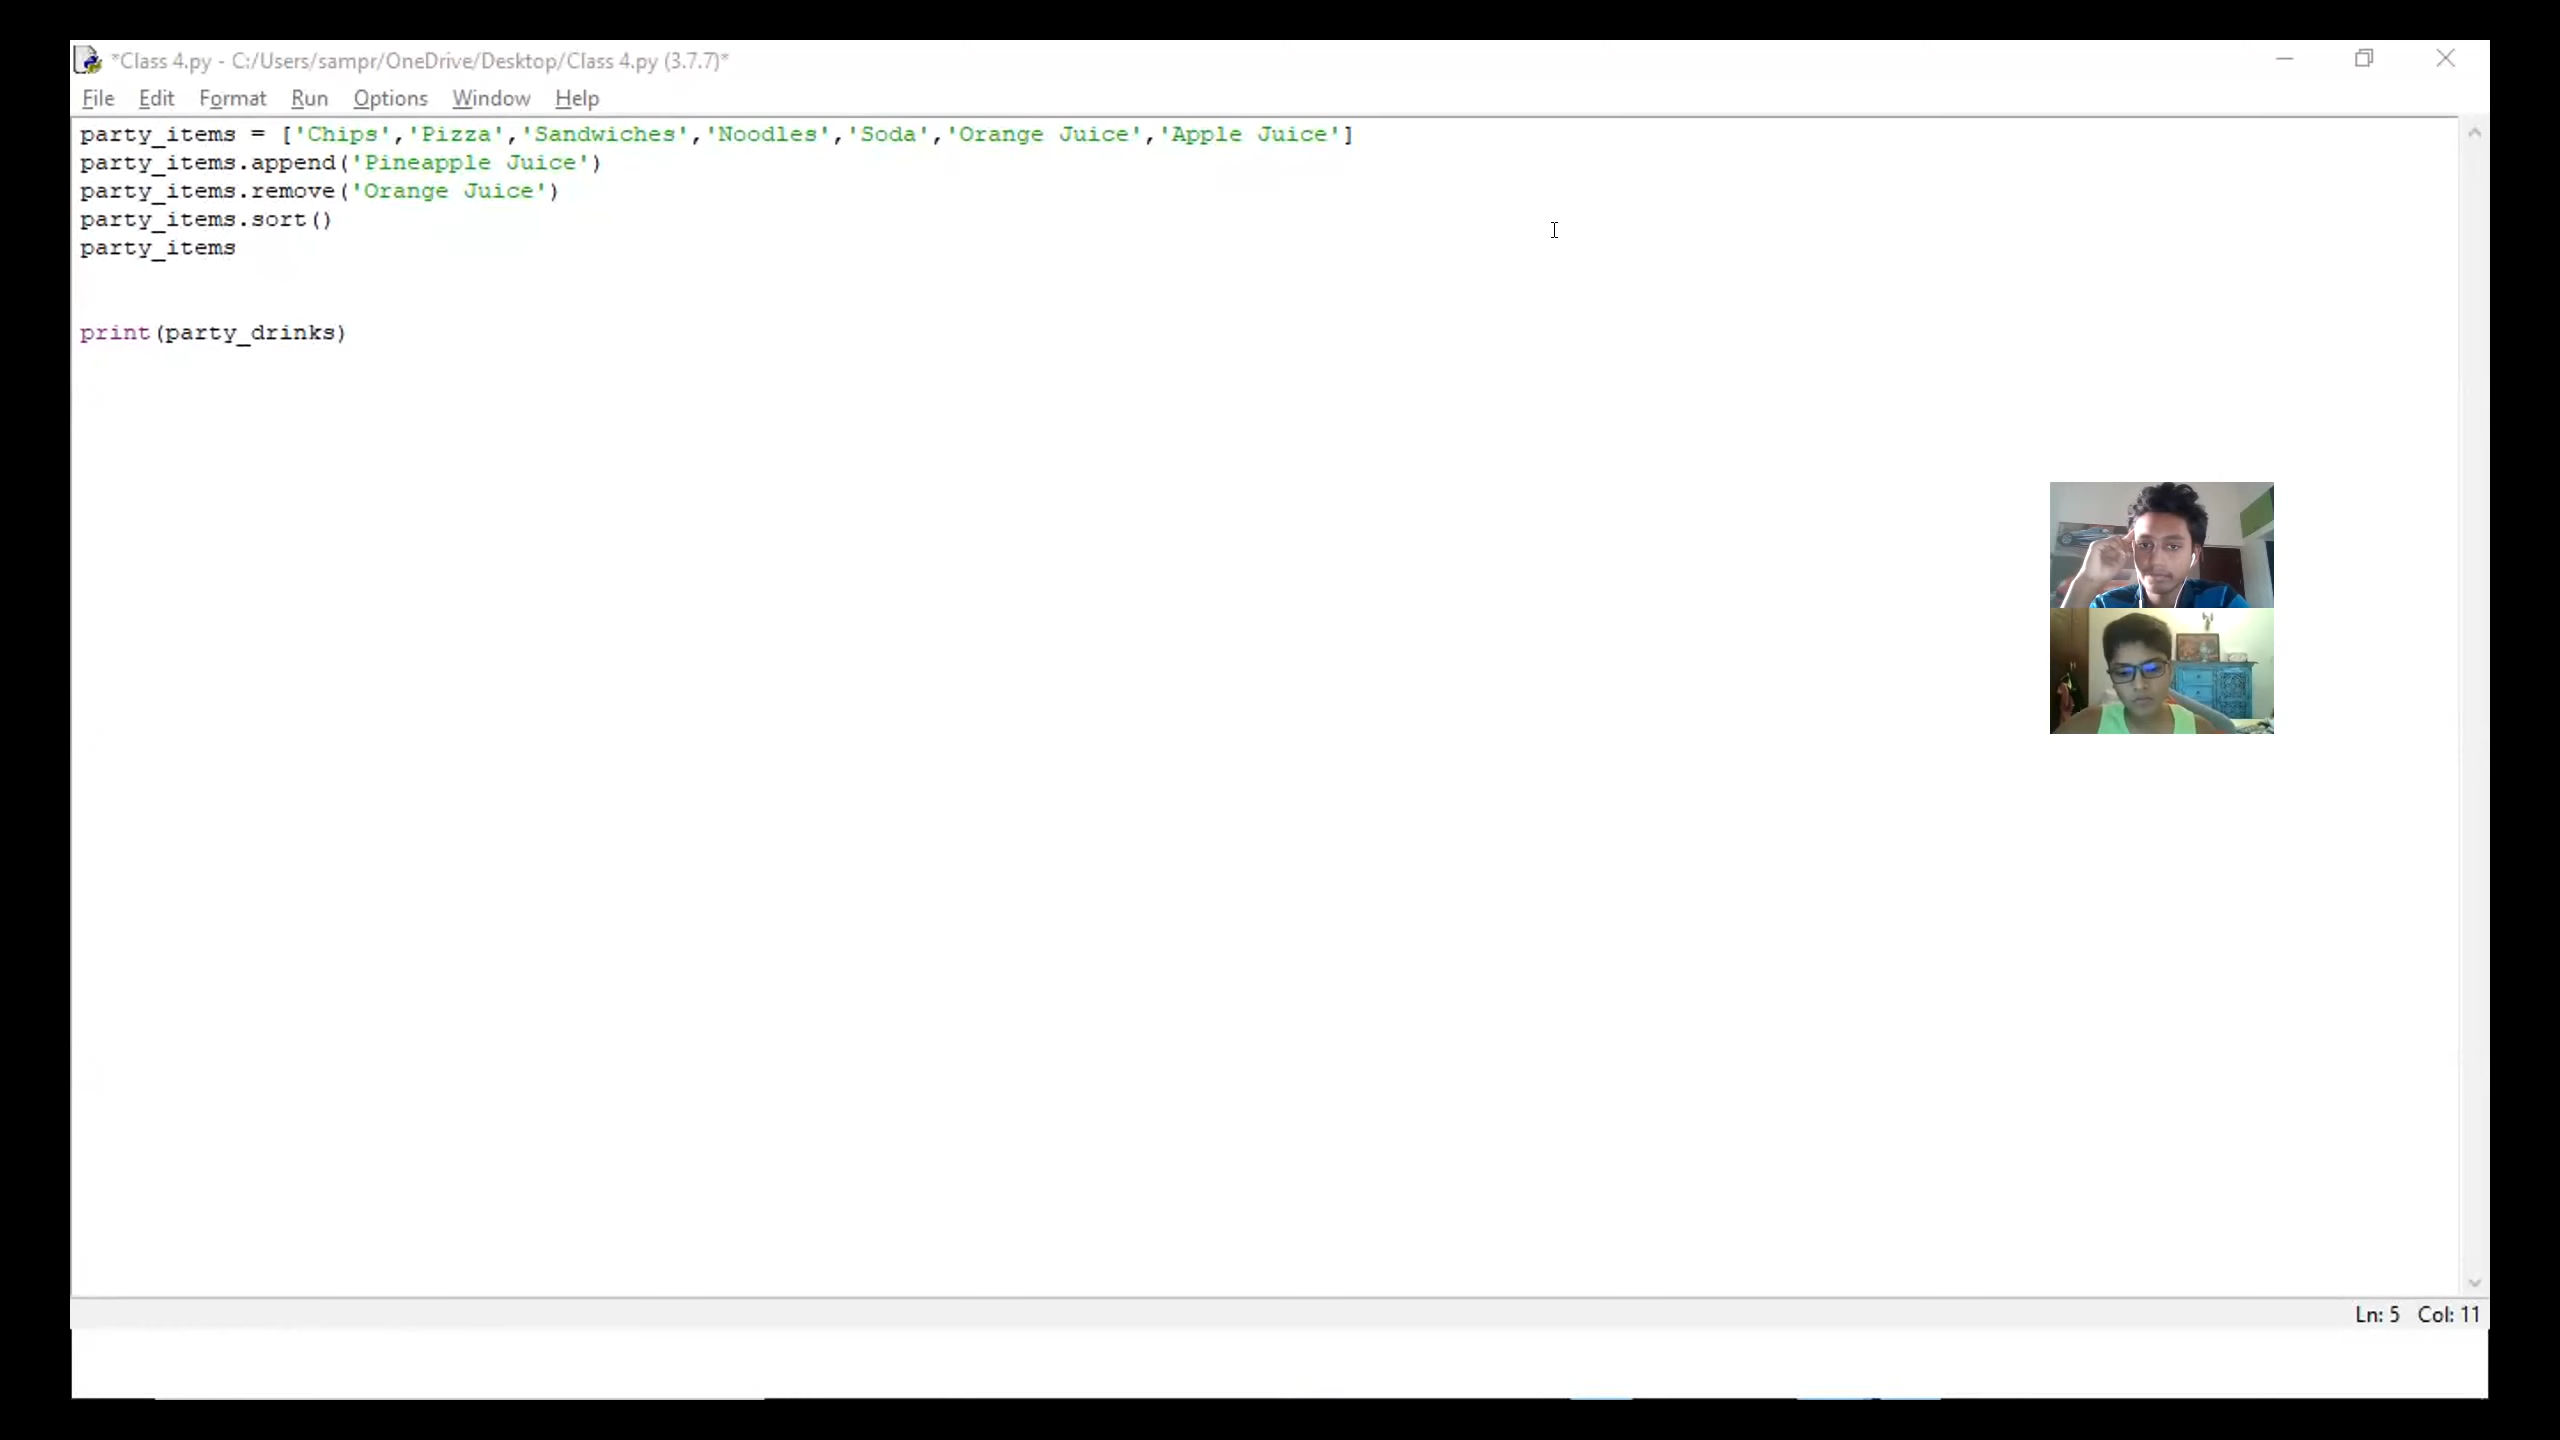 *Class 4.py - C:/Users/sampr/OneDrive/Desktop/Class 4.py (3.7.7)*
File Edit Format Run Options Window Help
party_items = ['Chips','Pizza','Sandwiches','Noodles','Soda','Orange Juice','Apple Juice']
party_items.append('Pineapple Juice')
party_items.remove('Orange Juice')
party_items.sort()
party_items
print(party_drinks)
Ln: 5 Col: 11